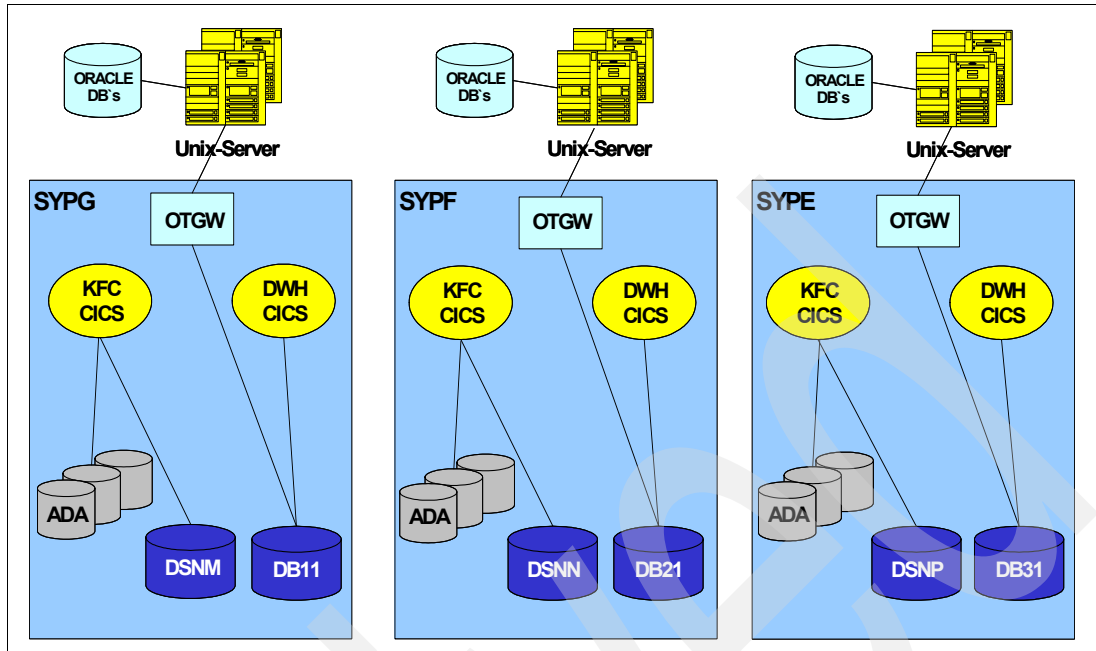 ORACLE
DB`s
Unix-Server
SYPG
OTGW
KFC
CICS
DWH
CICS
ADA
DSNM
DB11
ORACLE
DB`s
Unix-Server
SYPF
OTGW
KFC
CICS
DWH
CICS
ADA
DSNN
DB21
ORACLE
DB`s
Unix-Server
SYPE
OTGW
KFC
CICS
DWH
CICS
ADA
DSNP
DB31